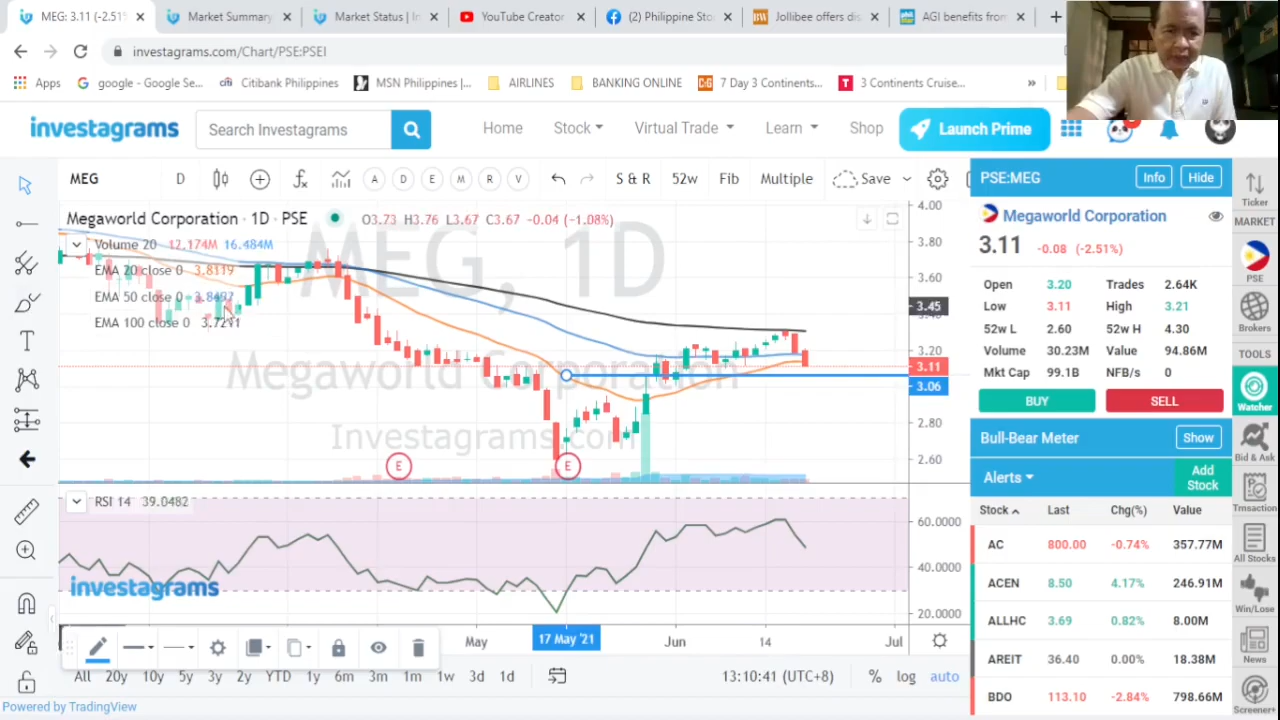 MEG: 3.11 (-2.51%
Market Summary
Market Status | In
YouTube Creator
(2) Philippine Sto
Jollibee offers dis
AGI benefits from
investagrams.com/Chart/PSE:PSEI
Apps
google - Google Se...
Citibank Philippines
MSN Philippines |...
AIRLINES
BANKING ONLINE
7 Day 3 Continents...
3 Continents Cruise...
»
investagrams
Search Investagrams
Home
Stock
Virtual Trade
Learn
Shop
Launch Prime
MEG
D
A
D
E
M
R
V
S & R
52w
Fib
Multiple
Save
Megaworld Corporation · 1D · PSE
O3.73 H3.76 L3.67 C3.67 -0.04 (-1.08%)
Volume 20 12.174M 16.484M
EMA 20 close 0 3.8119
EMA 50 close 0 3.8497
EMA 100 close 0 3.7291
MEG, 1D
Megaworld Corporation
Investagrams.com
4.00
3.80
3.60
3.45
3.40
3.20
3.11
3.06
2.80
2.60
E
E
RSI 14 39.0482
60.0000
40.0000
20.0000
investagrams
May
17 May '21
Jun
14
Jul
All
20y
10y
5y
3y
2y
YTD
1y
6m
3m
1m
1w
3d
1d
13:10:41 (UTC+8)
%
log
auto
Powered by TradingView
PSE:MEG
Info
Hide
Megaworld Corporation
3.11 -0.08 (-2.51%)
Open 3.20 Trades 2.64K
Low 3.11 High 3.21
52w L 2.60 52w H 4.30
Volume 30.23M Value 94.86M
Mkt Cap 99.1B NFB/s 0
BUY
SELL
Bull-Bear Meter
Show
Alerts
Add Stock
Stock Last Chg(%) Value
AC 800.00 -0.74% 357.77M
ACEN 8.50 4.17% 246.91M
ALLHC 3.69 0.82% 8.00M
AREIT 36.40 0.00% 18.38M
BDO 113.10 -2.84% 798.66M
Ticker
MARKET
PSE
Brokers
TOOLS
Watcher
Bid & Ask
Trnsaction
All Stocks
Win/Lose
News
Screener+